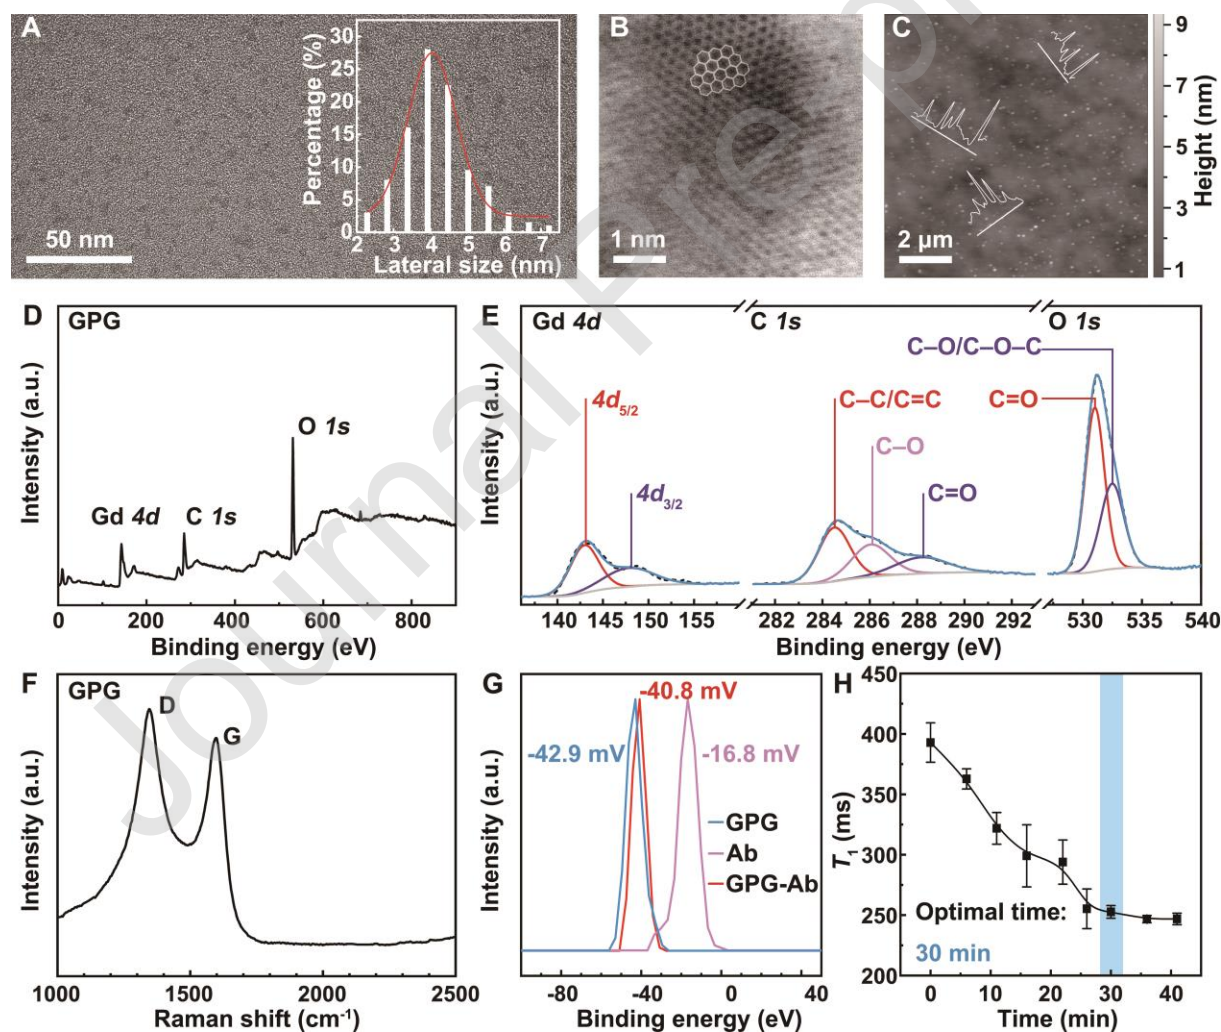 A
Percentage (%)
30
25
20
15
10
5
0
2 3 4 5 6 7
Lateral size (nm)
50 nm
B
1 nm
C
2 μm
9
7
5
3
1
Height (nm)
D
GPG
Intensity (a.u.)
Gd 4d
C 1s
O 1s
0 200 400 600 800
Binding energy (eV)
E
Gd 4d
C 1s
O 1s
Intensity (a.u.)
4d5/2
4d3/2
C–C/C=C
C–O
C=O
C–O/C–O–C
C=O
140 145 150 155 282 284 286 288 290 292 530 535 540
Binding energy (eV)
F
GPG
Intensity (a.u.)
D
G
1000 1500 2000 2500
Raman shift (cm⁻¹)
G
Intensity (a.u.)
-40.8 mV
-42.9 mV
-16.8 mV
GPG
Ab
GPG-Ab
-80 -40 0 40
Binding energy (eV)
H
T1 (ms)
450
400
350
300
250
200
Optimal time:
30 min
0 10 20 30 40
Time (min)
Journal Pre